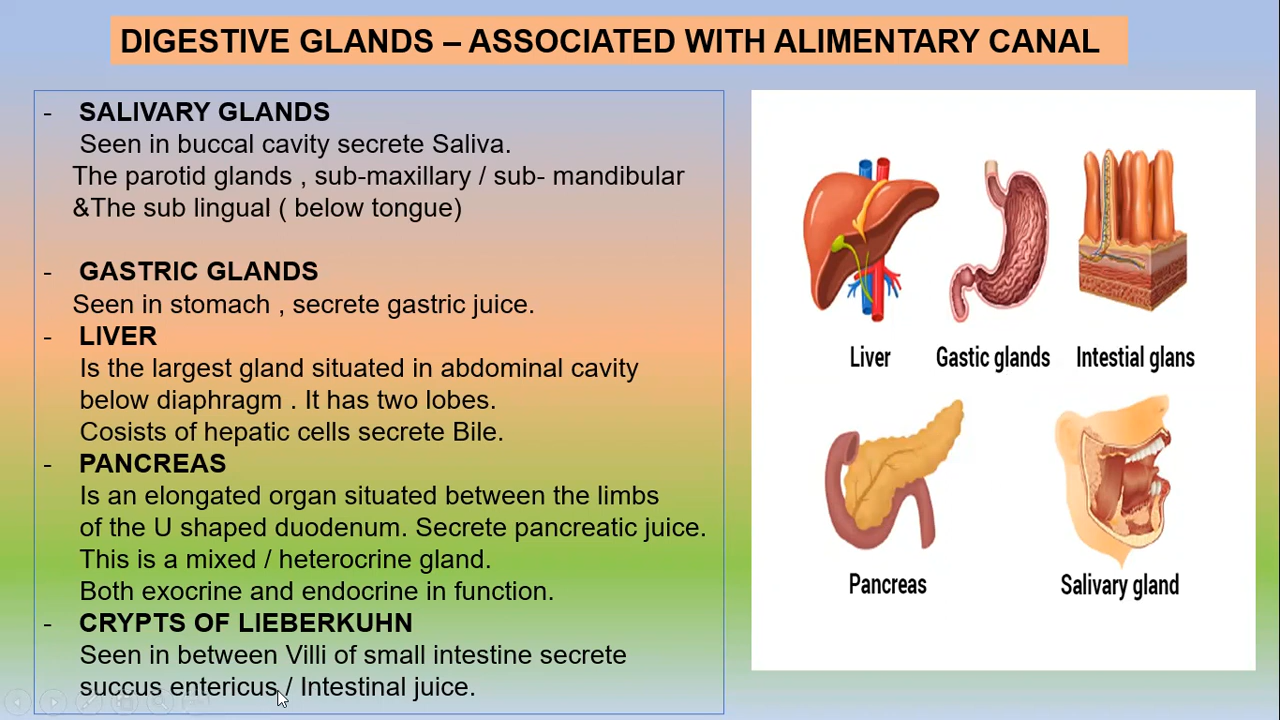 DIGESTIVE GLANDS – ASSOCIATED WITH ALIMENTARY CANAL
- SALIVARY GLANDS
Seen in buccal cavity secrete Saliva.
The parotid glands , sub-maxillary / sub- mandibular
&The sub lingual ( below tongue)
- GASTRIC GLANDS
Seen in stomach , secrete gastric juice.
- LIVER
Is the largest gland situated in abdominal cavity
below diaphragm . It has two lobes.
Cosists of hepatic cells secrete Bile.
- PANCREAS
Is an elongated organ situated between the limbs
of the U shaped duodenum. Secrete pancreatic juice.
This is a mixed / heterocrine gland.
Both exocrine and endocrine in function.
- CRYPTS OF LIEBERKUHN
Seen in between Villi of small intestine secrete
succus entericus / Intestinal juice.
Liver
Gastic glands
Intestial glans
Pancreas
Salivary gland